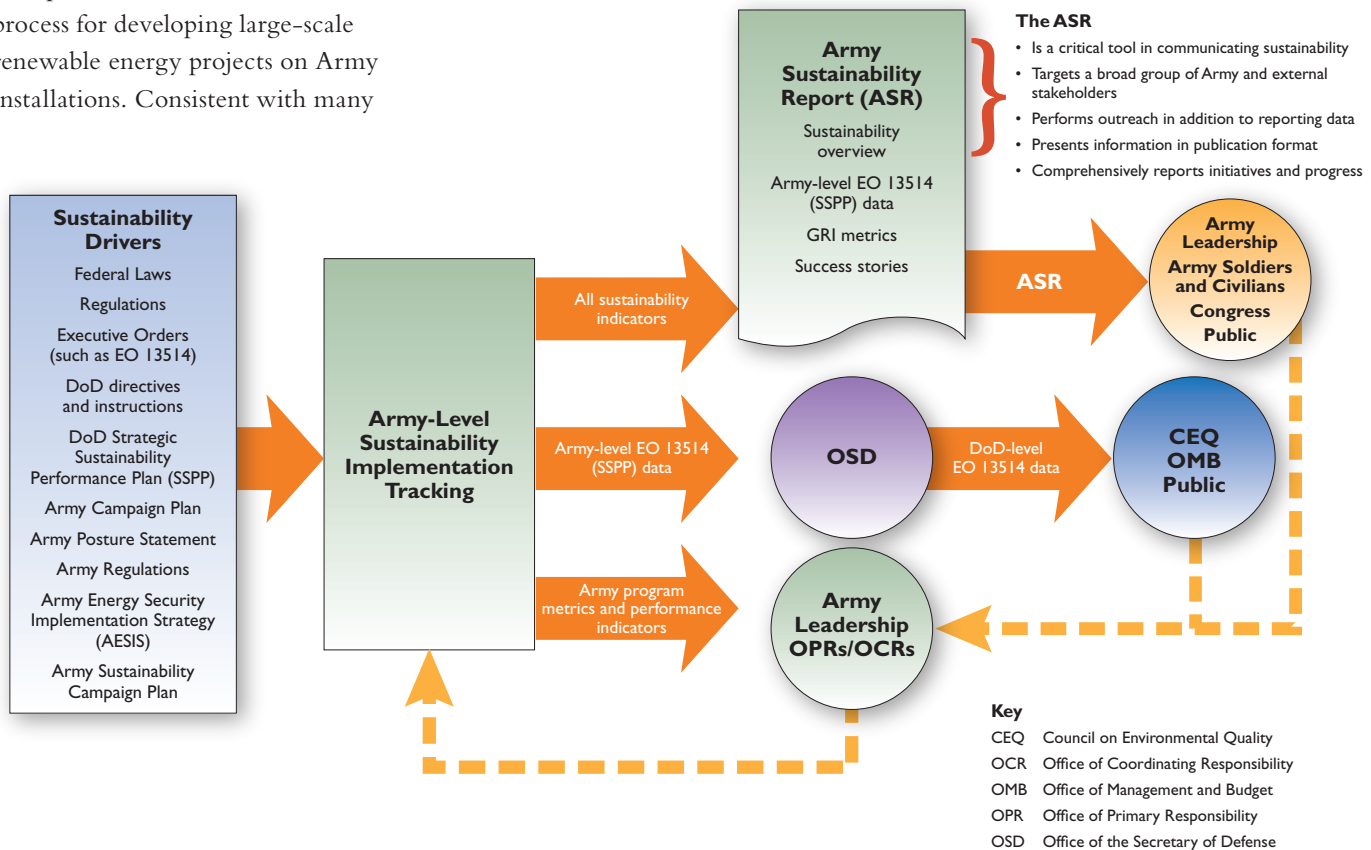 process for developing large-scale
renewable energy projects on Army
installations. Consistent with many
Sustainability
Drivers
Federal Laws
Regulations
Executive Orders
(such as EO 13514)
DoD directives
and instructions
DoD Strategic
Sustainability
Performance Plan (SSPP)
Army Campaign Plan
Army Posture Statement
Army Regulations
Army Energy Security
Implementation Strategy
(AESIS)
Army Sustainability
Campaign Plan
Army-Level
Sustainability
Implementation
Tracking
All sustainability
indicators
Army-level EO 13514
(SSPP) data
Army program
metrics and performance
indicators
Army
Sustainability
Report (ASR)
Sustainability
overview
Army-level EO 13514
(SSPP) data
GRI metrics
Success stories
The ASR
• Is a critical tool in communicating sustainability
• Targets a broad group of Army and external
stakeholders
• Performs outreach in addition to reporting data
• Presents information in publication format
• Comprehensively reports initiatives and progress
ASR
Army
Leadership
Army Soldiers
and Civilians
Congress
Public
OSD
DoD-level
EO 13514 data
CEQ
OMB
Public
Army
Leadership
OPRs/OCRs
Key
CEQ Council on Environmental Quality
OCR Office of Coordinating Responsibility
OMB Office of Management and Budget
OPR Office of Primary Responsibility
OSD Office of the Secretary of Defense